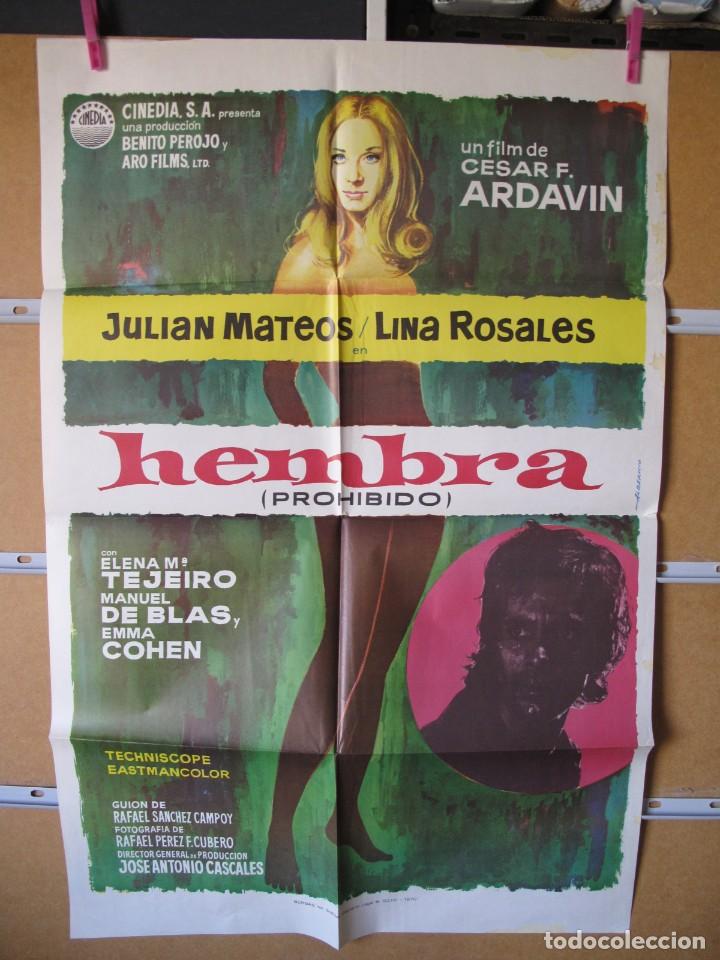 CINEDIA
CINEDIA, S.A. presenta
una producción
BENITO PEROJO y
ARO FILMS, LTD.
un film de
CESAR F.
ARDAVIN
JULIAN MATEOS / LINA ROSALES
en
hembra
(PROHIBIDO)
con
ELENA Mª
TEJEIRO
MANUEL
DE BLAS y
EMMA
COHEN
TECHNISCOPE
EASTMANCOLOR
GUION DE
RAFAEL SANCHEZ CAMPOY
FOTOGRAFIA DE
RAFAEL PEREZ F. CUBERO
DIRECTOR GENERAL DE PRODUCCION
JOSE ANTONIO CASCALES
todocoleccion.net